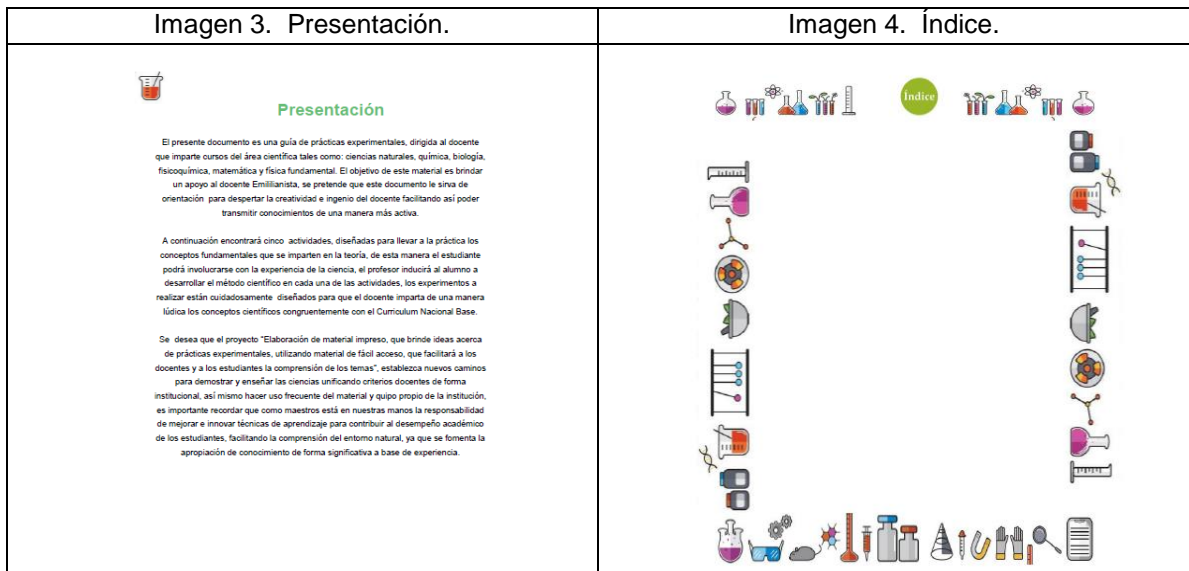 Imagen 3. Presentación.
Imagen 4. Índice.
Presentación
El presente documento es una guía de prácticas experimentales, dirigida al docente
que imparte cursos del área científica tales como: ciencias naturales, química, biología,
fisicoquímica, matemática y física fundamental. El objetivo de este material es brindar
un apoyo al docente Emililianista, se pretende que este documento le sirva de
orientación para despertar la creatividad e ingenio del docente facilitando así poder
transmitir conocimientos de una manera más activa.
A continuación encontrará cinco actividades, diseñadas para llevar a la práctica los
conceptos fundamentales que se imparten en la teoría, de esta manera el estudiante
podrá involucrarse con la experiencia de la ciencia, el profesor inducirá al alumno a
desarrollar el método científico en cada una de las actividades, los experimentos a
realizar están cuidadosamente diseñados para que el docente imparta de una manera
lúdica los conceptos científicos congruentemente con el Curriculum Nacional Base.
Se desea que el proyecto “Elaboración de material impreso, que brinde ideas acerca
de prácticas experimentales, utilizando material de fácil acceso, que facilitará a los
docentes y a los estudiantes la comprensión de los temas”, establezca nuevos caminos
para demostrar y enseñar las ciencias unificando criterios docentes de forma
institucional, así mismo hacer uso frecuente del material y quipo propio de la institución,
es importante recordar que como maestros está en nuestras manos la responsabilidad
de mejorar e innovar técnicas de aprendizaje para contribuir al desempeño académico
de los estudiantes, facilitando la comprensión del entorno natural, ya que se fomenta la
apropiación de conocimiento de forma significativa a base de experiencia.
Índice